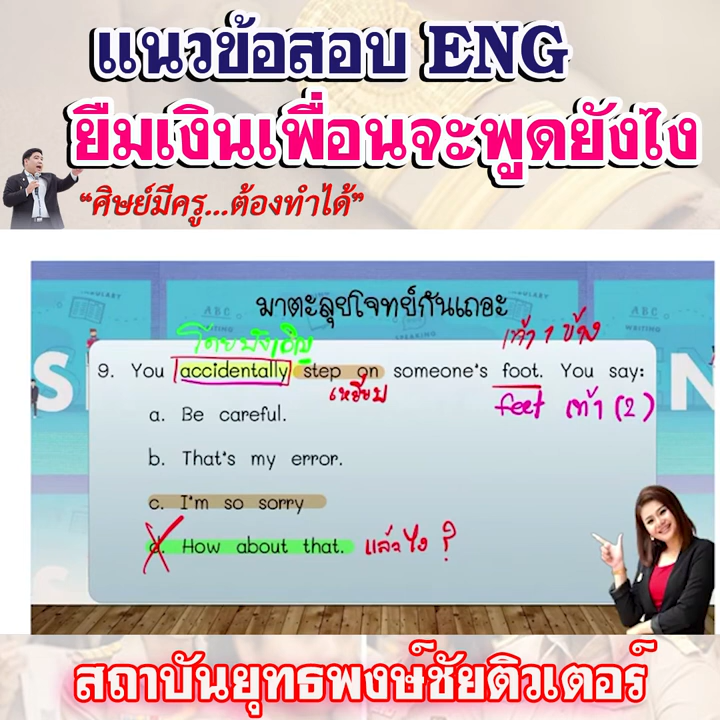 แนวข้อสอบ ENG
ยืมเงินเพื่อนจะพูดยังไง
“ศิษย์มีครู...ต้องทำได้”
มาตะลุยโจทย์กันเถอะ
โดยบังเอิญ
เท้า 1 ข้าง
9. You accidentally step on someone's foot. You say:
เหยียบ
feet เท้า (2)
a. Be careful.
b. That's my error.
c. I'm so sorry
d. How about that. แล้วไง ?
สถาบันยุทธพงษ์ชัยติวเตอร์